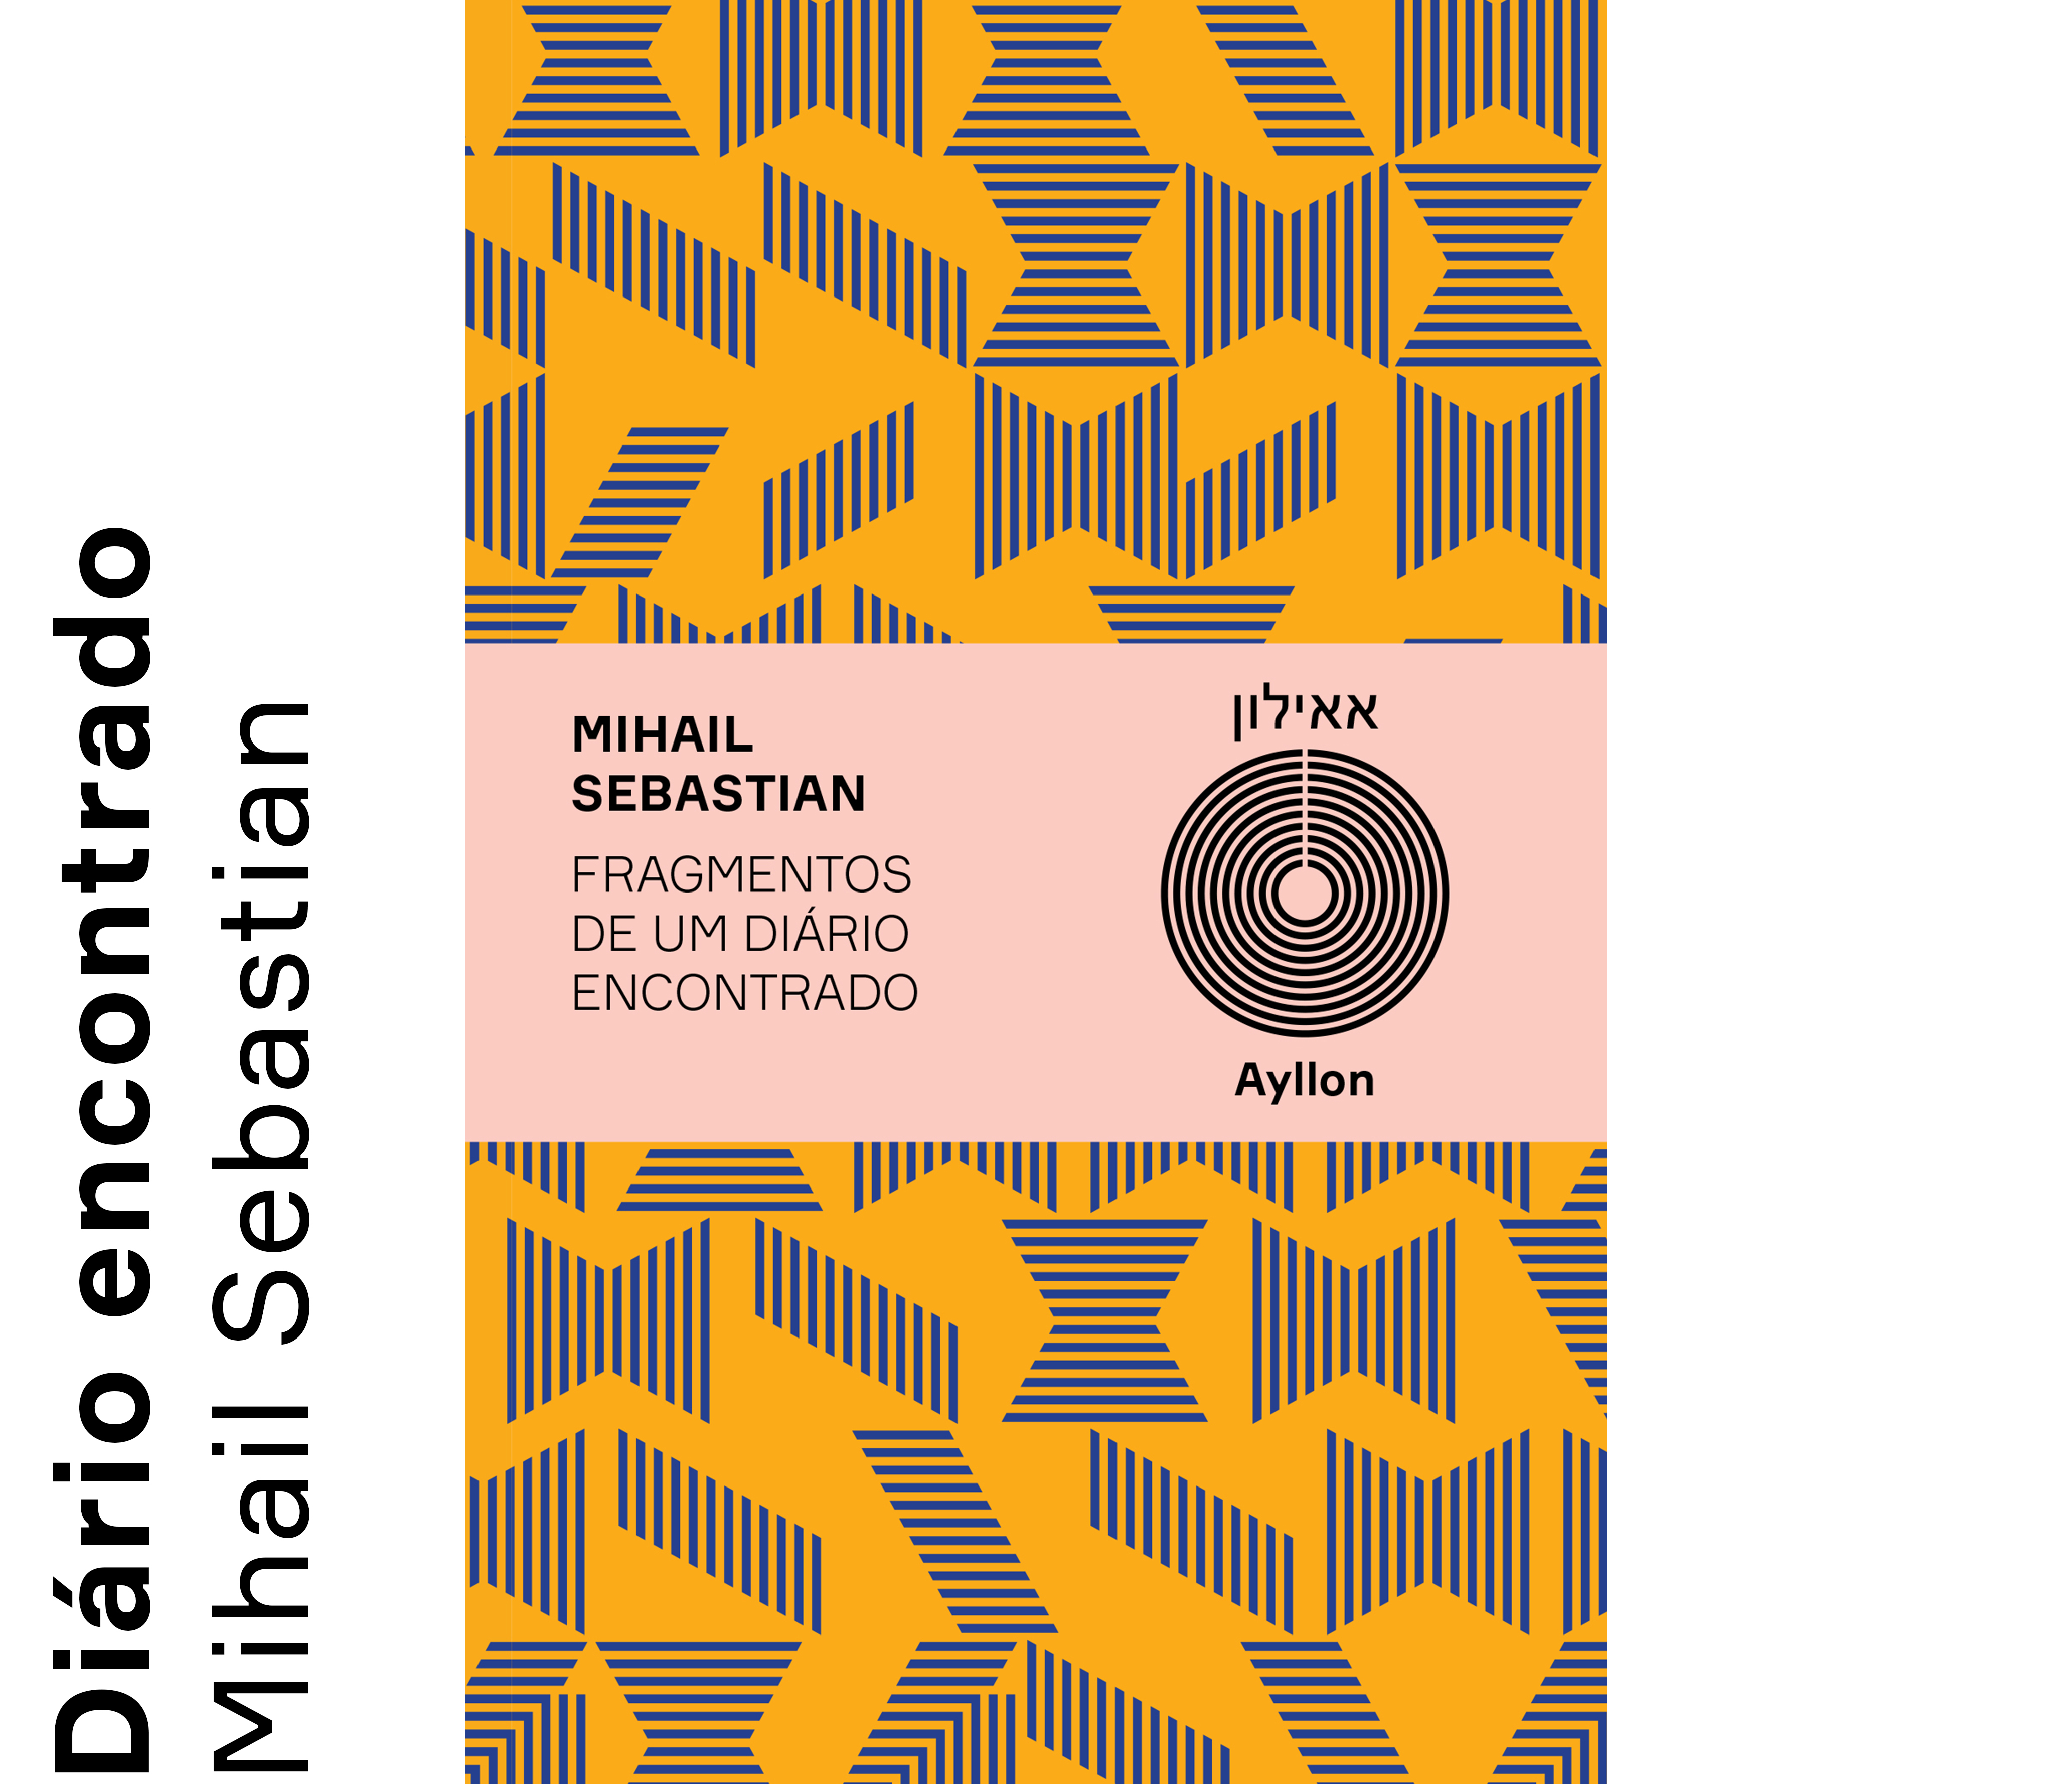 Diário encontrado
Mihail Sebastian
MIHAIL
SEBASTIAN
FRAGMENTOS
DE UM DIÁRIO
ENCONTRADO
אאילון
Ayllon